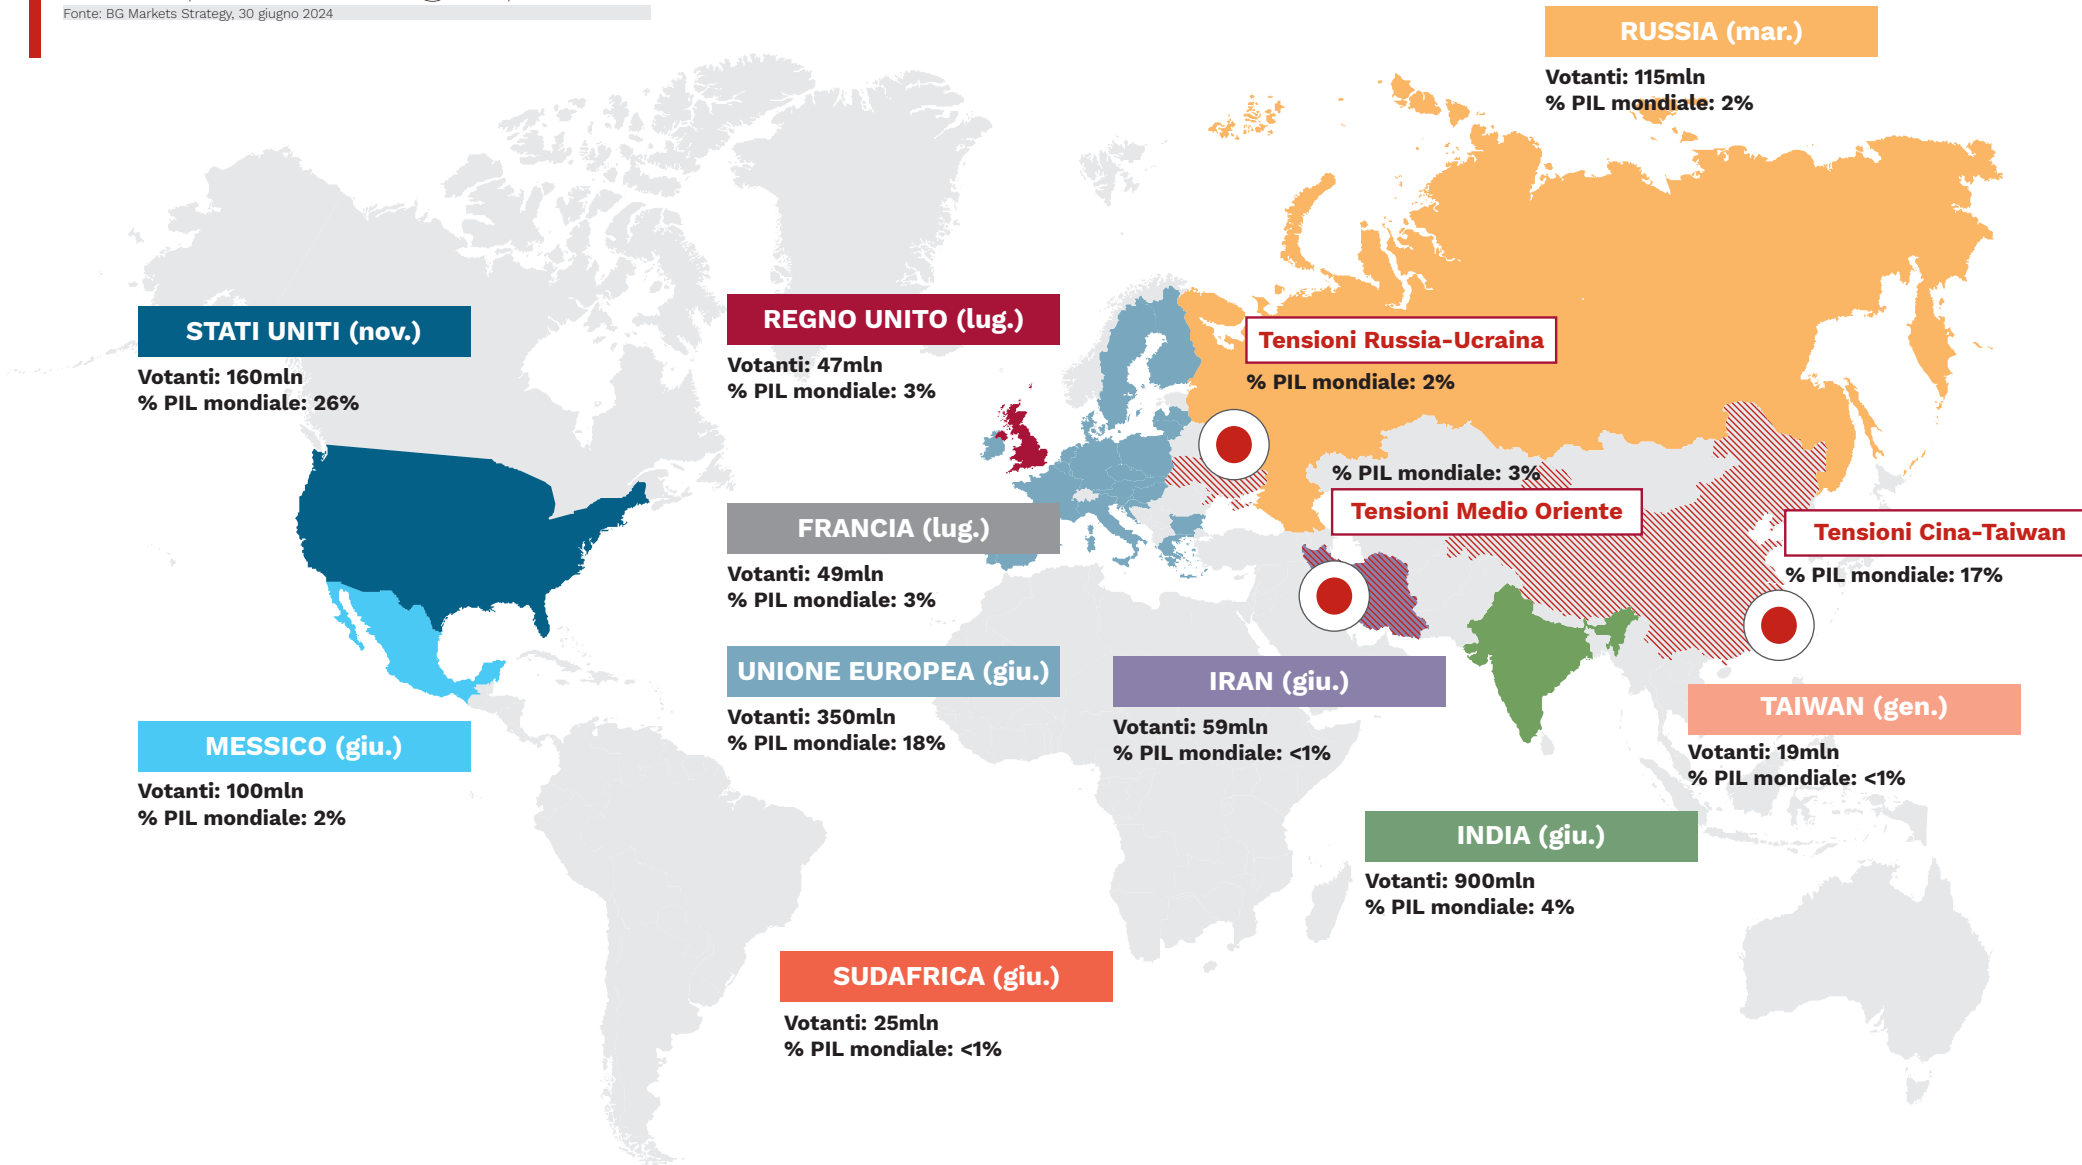 Fonte: BG Markets Strategy, 30 giugno 2024
RUSSIA (mar.)
Votanti: 115mln
% PIL mondiale: 2%
STATI UNITI (nov.)
Votanti: 160mln
% PIL mondiale: 26%
REGNO UNITO (lug.)
Votanti: 47mln
% PIL mondiale: 3%
Tensioni Russia-Ucraina
% PIL mondiale: 2%
% PIL mondiale: 3%
Tensioni Medio Oriente
FRANCIA (lug.)
Votanti: 49mln
% PIL mondiale: 3%
Tensioni Cina-Taiwan
% PIL mondiale: 17%
UNIONE EUROPEA (giu.)
Votanti: 350mln
% PIL mondiale: 18%
IRAN (giu.)
Votanti: 59mln
% PIL mondiale: <1%
TAIWAN (gen.)
Votanti: 19mln
% PIL mondiale: <1%
MESSICO (giu.)
Votanti: 100mln
% PIL mondiale: 2%
INDIA (giu.)
Votanti: 900mln
% PIL mondiale: 4%
SUDAFRICA (giu.)
Votanti: 25mln
% PIL mondiale: <1%